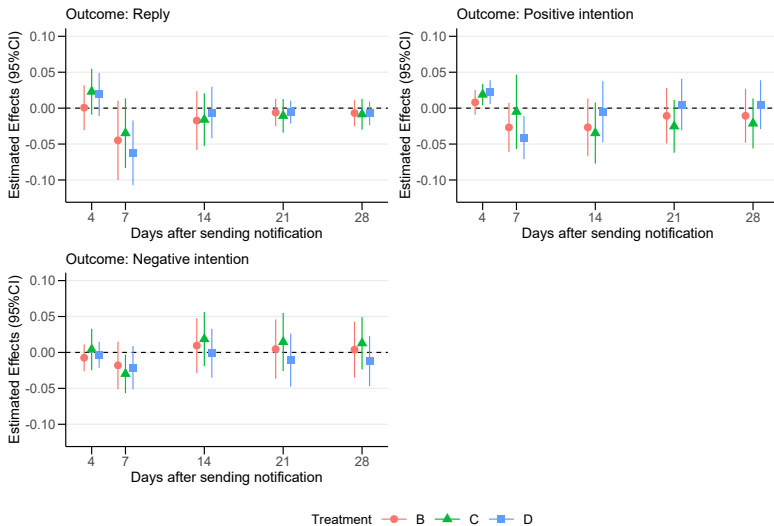 Outcome: Reply
Estimated Effects (95%CI)
0.10
0.05
0.00
-0.05
-0.10
4 7 14 21 28
Days after sending notification
Outcome: Positive intention
Estimated Effects (95%CI)
0.10
0.05
0.00
-0.05
-0.10
4 7 14 21 28
Days after sending notification
Outcome: Negative intention
Estimated Effects (95%CI)
0.10
0.05
0.00
-0.05
-0.10
4 7 14 21 28
Days after sending notification
Treatment B C D